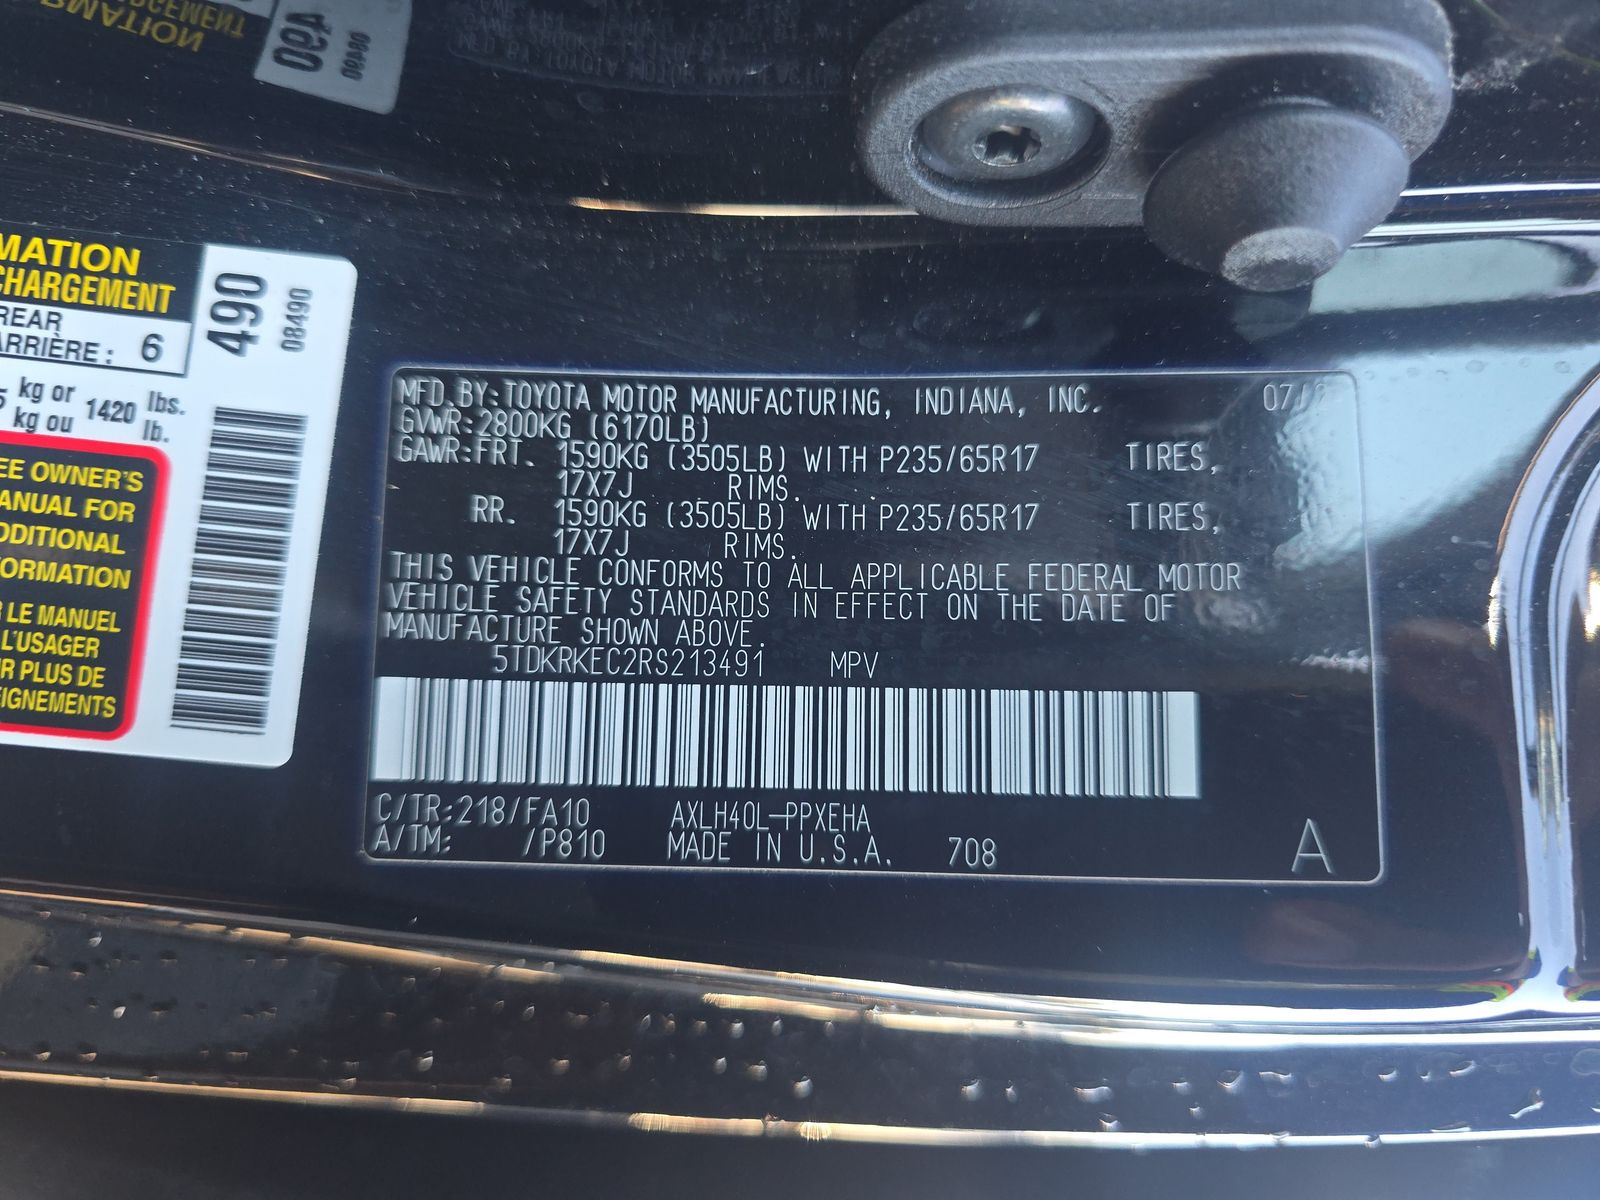 MATION
CHARGEMENT
REAR
ARRIÈRE : 6
kg or
kg ou 1420 lbs.
lb.
490
08490
EE OWNER'S
ANUAL FOR
DDITIONAL
ORMATION
LE MANUEL
L'USAGER
R PLUS DE
EIGNEMENTS
MFD.BY:TOYOTA MOTOR MANUFACTURING, INDIANA, INC. 07/
GVWR:2800KG (6170LB)
GAWR:FRT. 1590KG (3505LB) WITH P235/65R17 TIRES,
17X7J RIMS.
RR. 1590KG (3505LB) WITH P235/65R17 TIRES,
17X7J RIMS.
THIS VEHICLE CONFORMS TO ALL APPLICABLE FEDERAL MOTOR
VEHICLE SAFETY STANDARDS IN EFFECT ON THE DATE OF
MANUFACTURE SHOWN ABOVE.
5TDKRKEC2RS213491 MPV
C/TR:218/FA10 AXLH40L-PPXEHA
A/TM: /P810 MADE IN U.S.A. 708 A